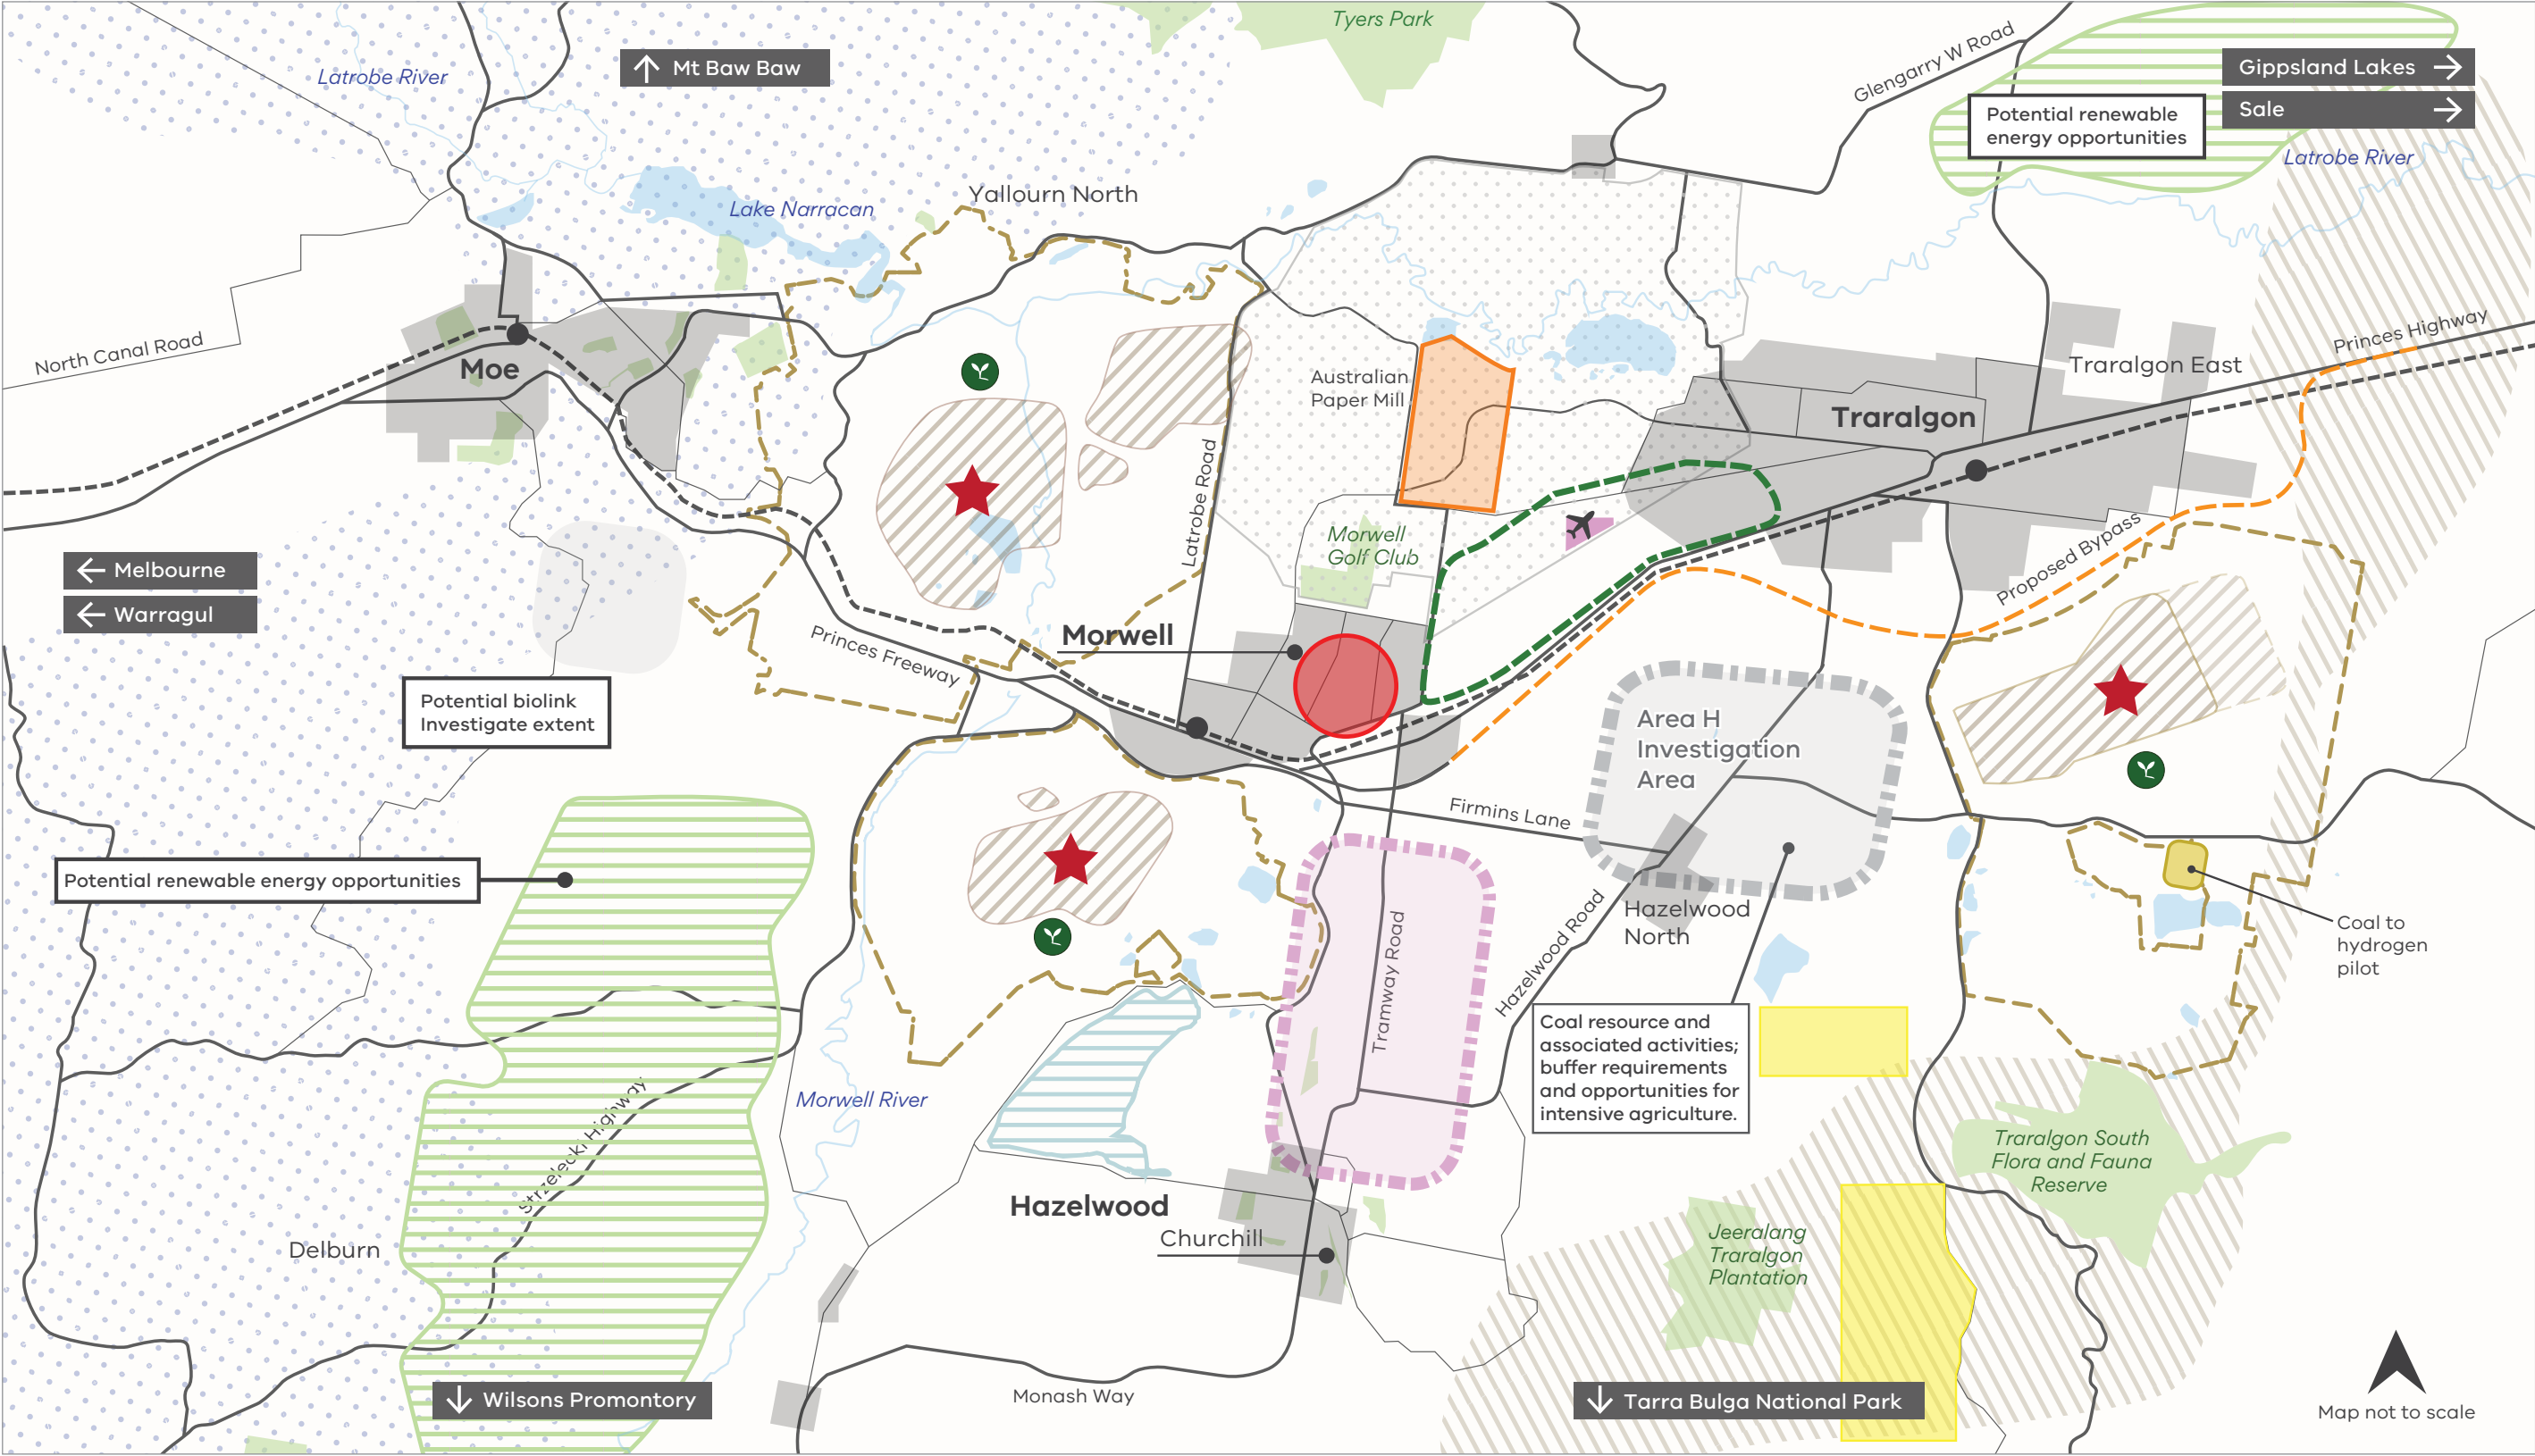 Tyers Park
Latrobe River
↑ Mt Baw Baw
Glengarry W Road
Gippsland Lakes →
Sale →
Potential renewable
energy opportunities
Latrobe River
Yallourn North
Lake Narracan
North Canal Road
Moe
Australian
Paper Mill
Princes Highway
Traralgon East
Traralgon
Latrobe Road
Morwell
Golf Club
← Melbourne
← Warragul
Proposed Bypass
Princes Freeway
Morwell
Potential biolink
Investigate extent
Area H
Investigation
Area
Firmins Lane
Potential renewable energy opportunities
Hazelwood
North
Hazelwood Road
Tramway Road
Coal to
hydrogen
pilot
Coal resource and
associated activities;
buffer requirements
and opportunities for
intensive agriculture.
Morwell River
Strzelecki Highway
Traralgon South
Flora and Fauna
Reserve
Hazelwood
Churchill
Delburn
Jeeralang
Traralgon
Plantation
↓ Wilsons Promontory
Monash Way
↓ Tarra Bulga National Park
Map not to scale